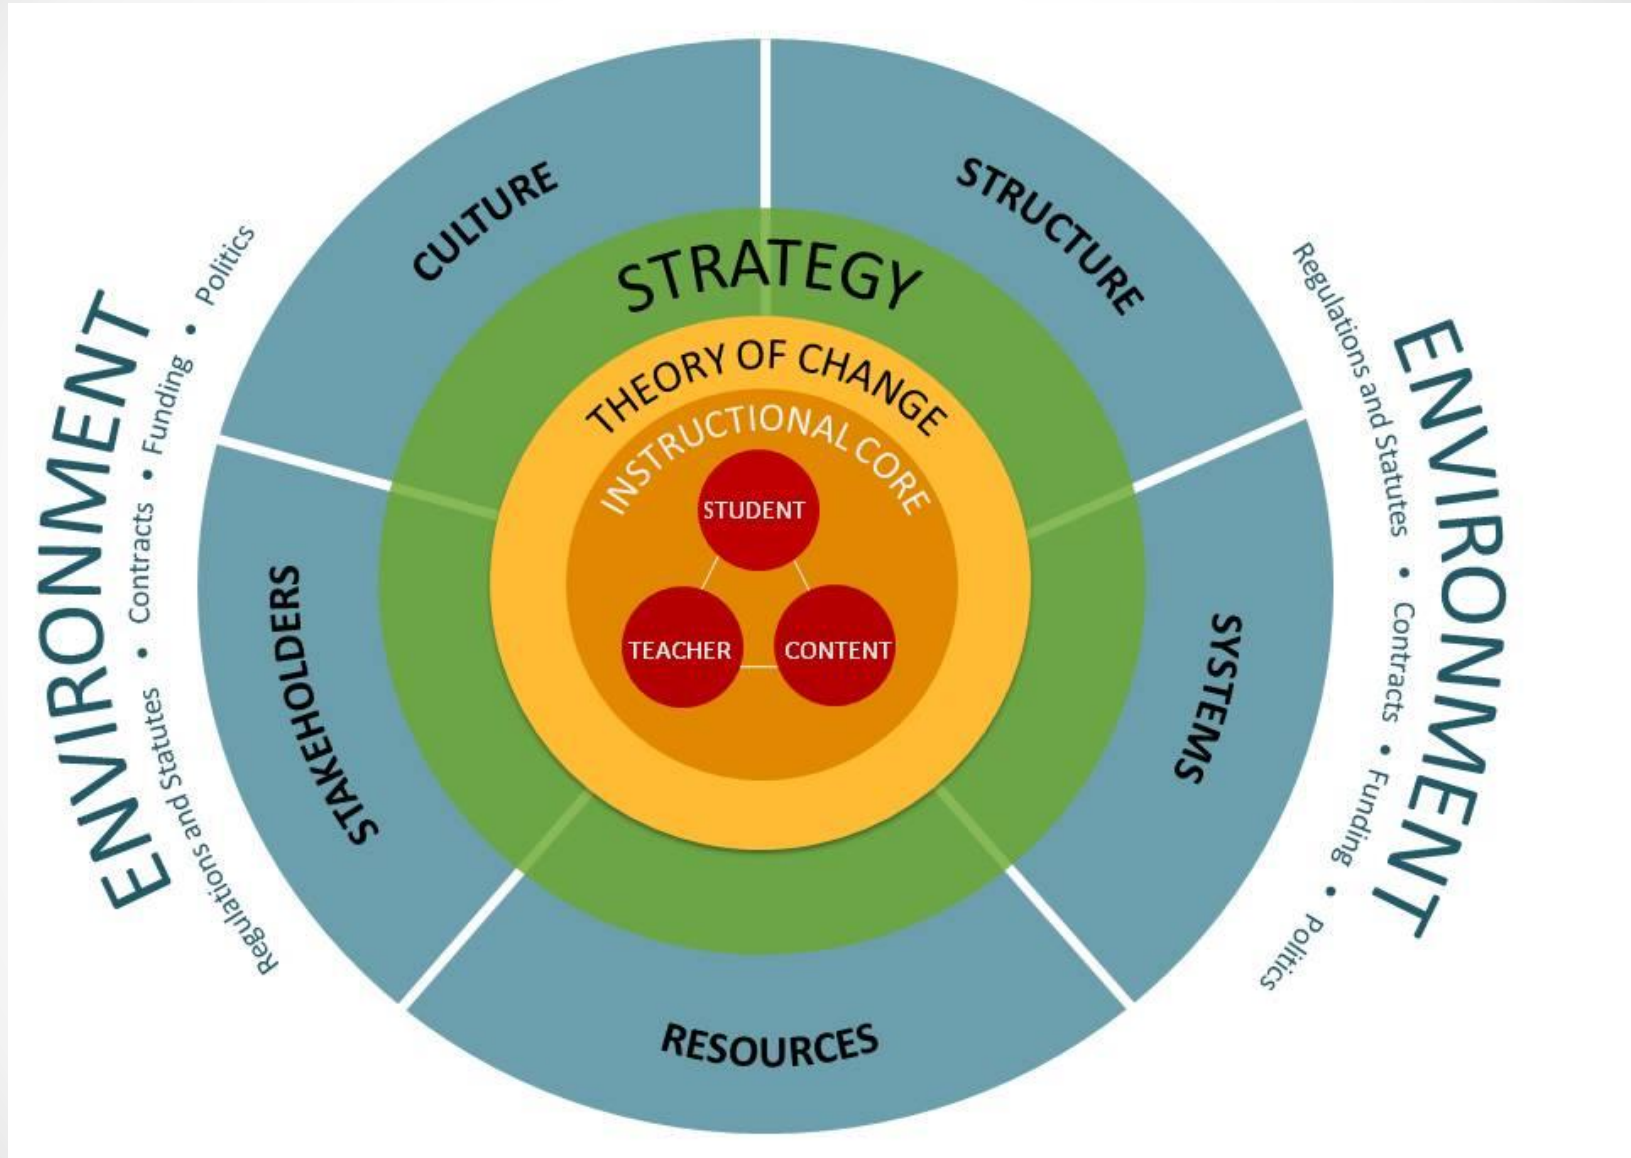 CULTURE
STRUCTURE
STRATEGY
THEORY OF CHANGE
INSTRUCTIONAL CORE
STUDENT
TEACHER
CONTENT
STAKEHOLDERS
SYSTEMS
RESOURCES
ENVIRONMENT
Regulations and Statutes • Contracts • Funding • Politics
ENVIRONMENT
Regulations and Statutes • Contracts • Funding • Politics